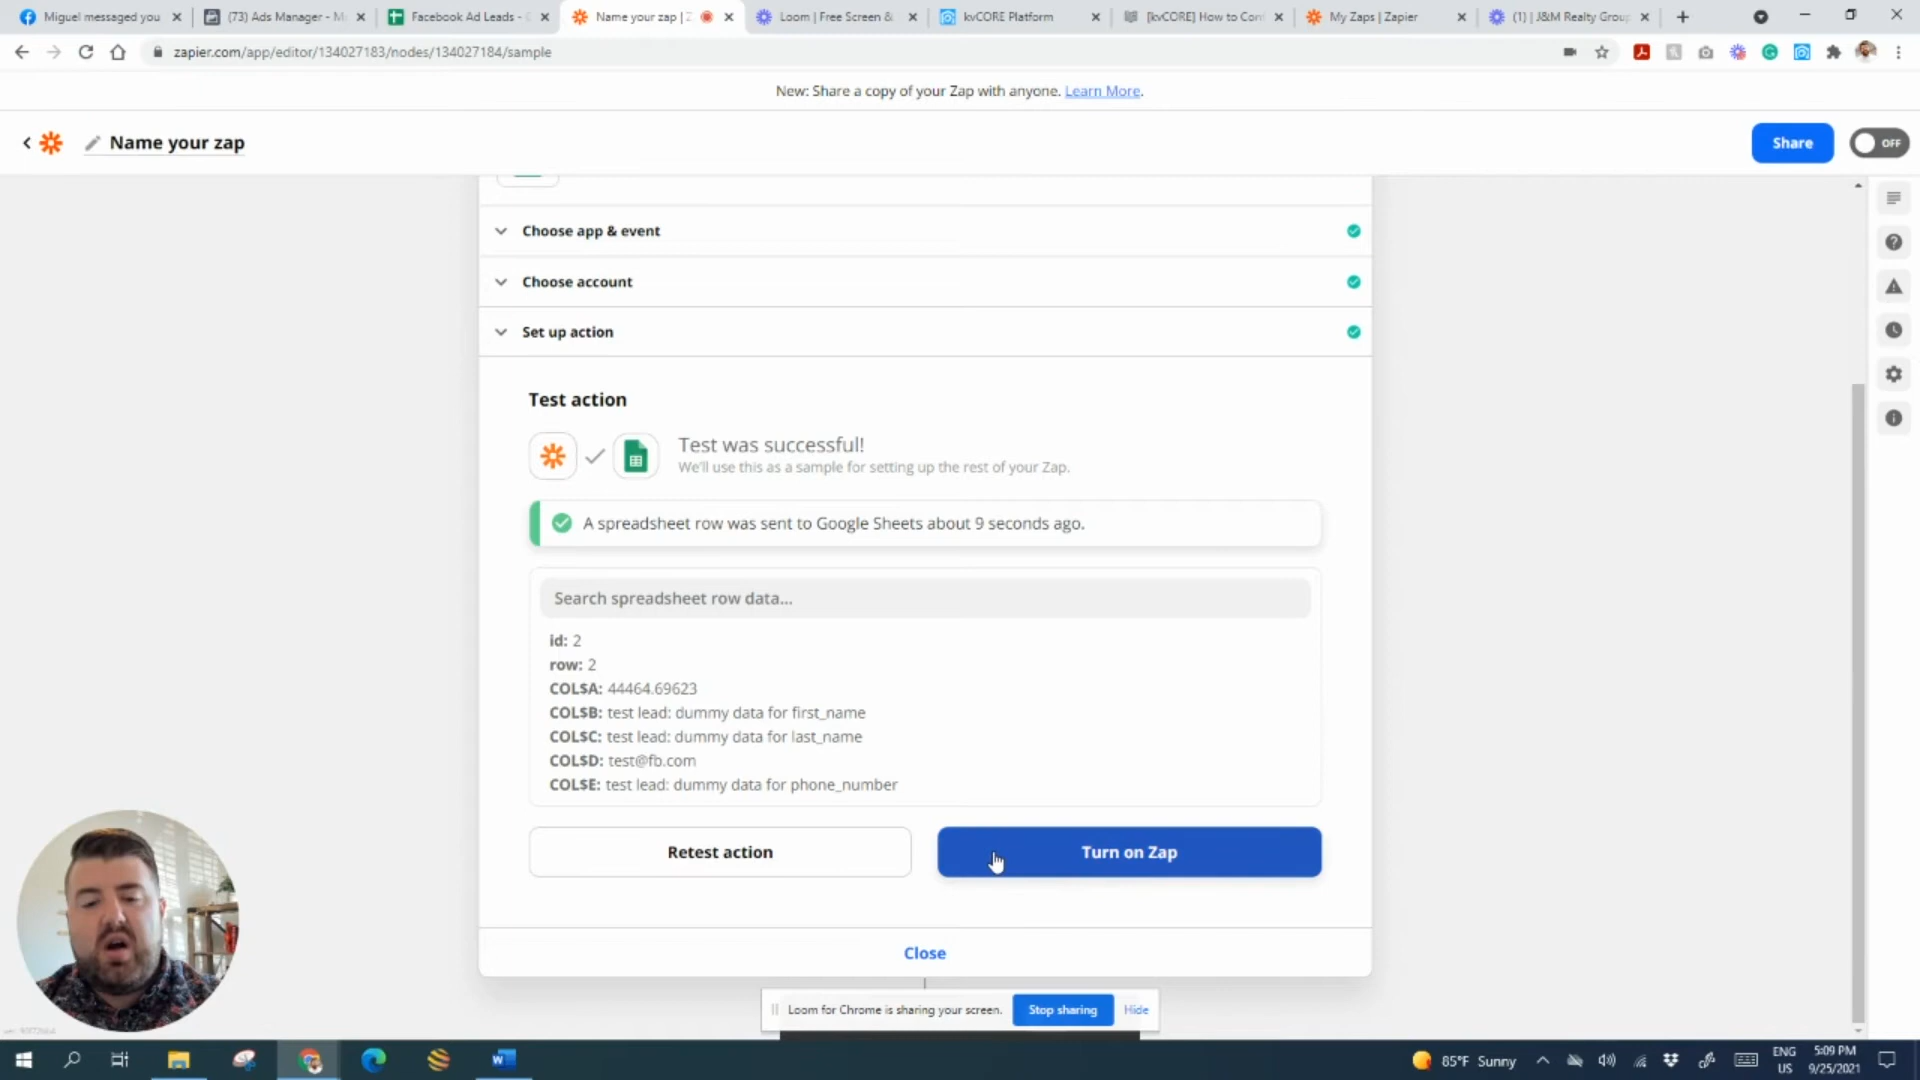 Miguel messaged you
(73) Ads Manager - M
Facebook Ad Leads - G
Name your zap | Z
Loom | Free Screen &
kvCORE Platform
[kvCORE] How to Con
My Zaps | Zapier
(1) | J&M Realty Group
zapier.com/app/editor/134027183/nodes/134027184/sample
New: Share a copy of your Zap with anyone. Learn More.
Name your zap
Share
OFF
Choose app & event
Choose account
Set up action
Test action
Test was successful!
We'll use this as a sample for setting up the rest of your Zap.
A spreadsheet row was sent to Google Sheets about 9 seconds ago.
Search spreadsheet row data...
id: 2
row: 2
COL$A: 44464.69623
COL$B: test lead: dummy data for first_name
COL$C: test lead: dummy data for last_name
COL$D: test@fb.com
COL$E: test lead: dummy data for phone_number
Retest action
Turn on Zap
Close
Loom for Chrome is sharing your screen.
Stop sharing
Hide
85°F Sunny
ENG
US
5:09 PM
9/25/2021